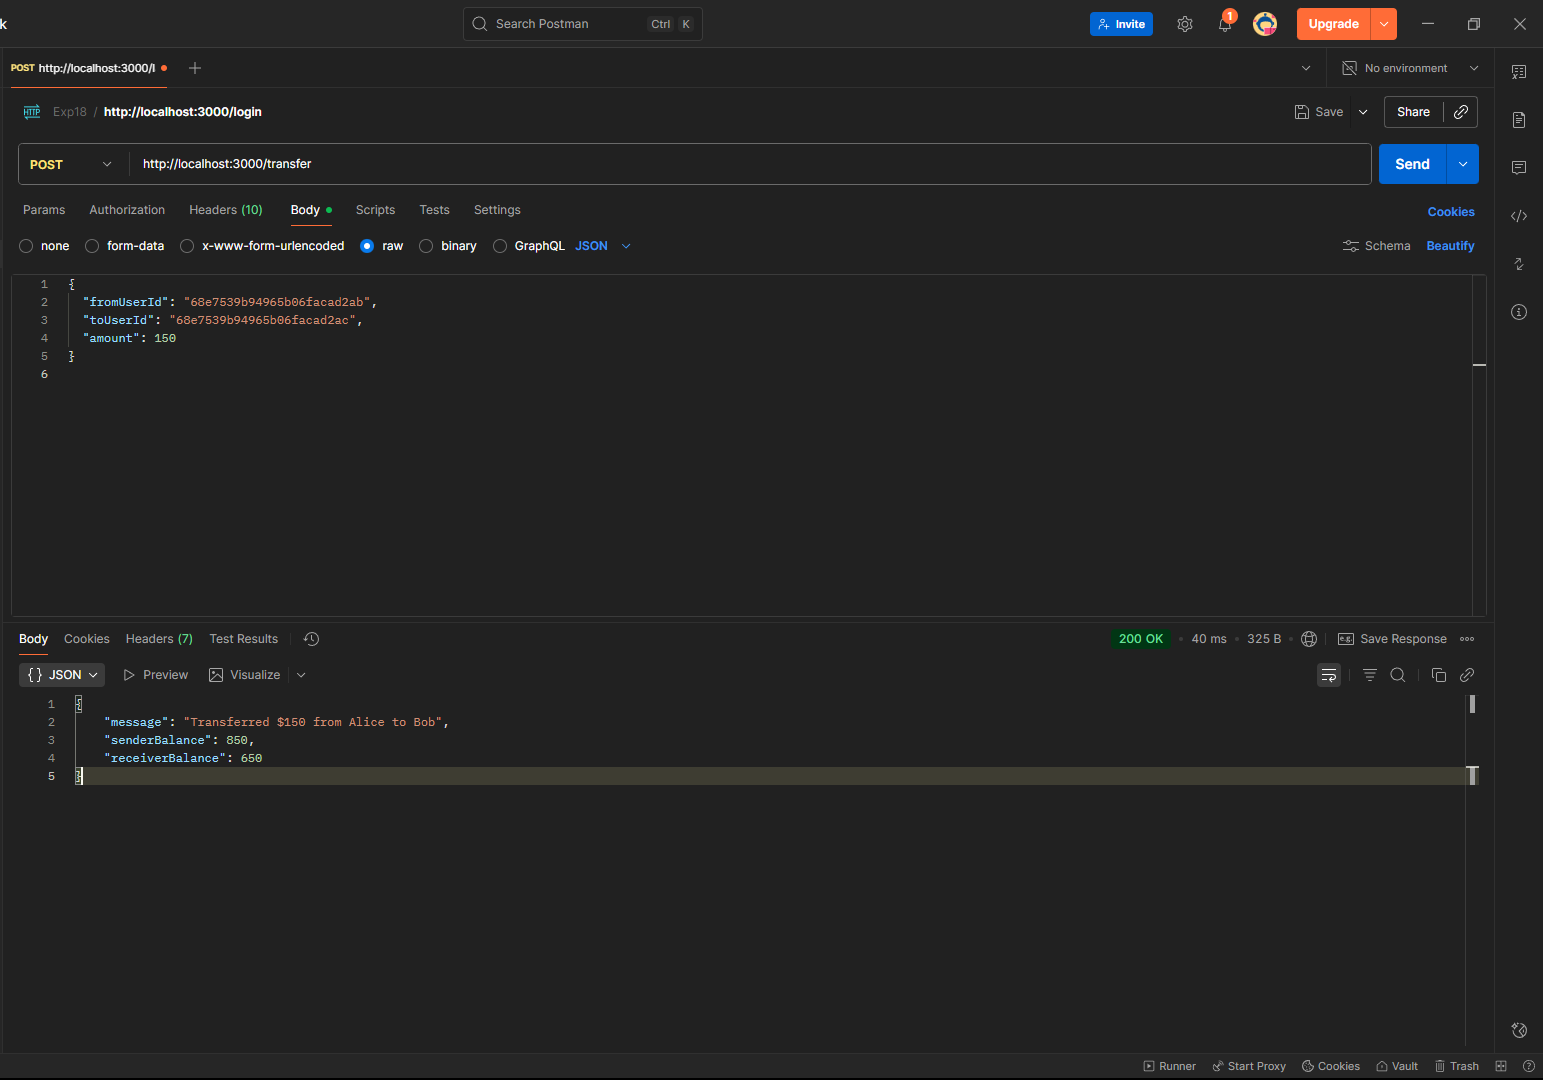 k
Search Postman
Ctrl K
Invite
1
Upgrade
POST http://localhost:3000/l
No environment
HTTP Exp18 / http://localhost:3000/login
Save
Share
POST http://localhost:3000/transfer
Send
Params Authorization Headers (10) Body Scripts Tests Settings
Cookies
none form-data x-www-form-urlencoded raw binary GraphQL JSON
Schema Beautify
1 {
2 "fromUserId": "68e7539b94965b06facad2ab",
3 "toUserId": "68e7539b94965b06facad2ac",
4 "amount": 150
5 }
6
Body Cookies Headers (7) Test Results
200 OK • 40 ms • 325 B
e.g. Save Response
{} JSON Preview Visualize
1 {
2 "message": "Transferred $150 from Alice to Bob",
3 "senderBalance": 850,
4 "receiverBalance": 650
5 }
Runner Start Proxy Cookies Vault Trash